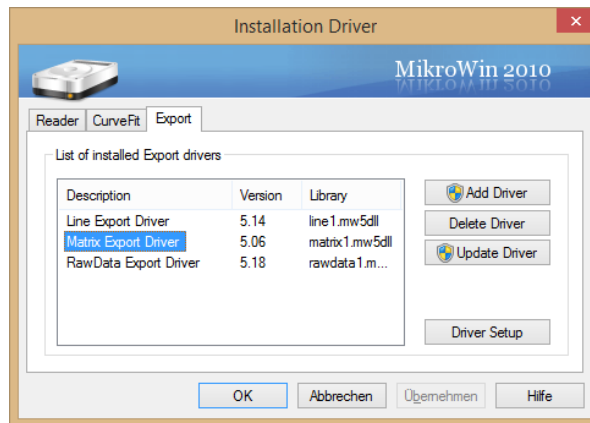 Installation Driver
MikroWin 2010
Reader CurveFit Export
List of installed Export drivers
Description Version Library
Line Export Driver 5.14 line1.mw5dll
Matrix Export Driver 5.06 matrix1.mw5dll
RawData Export Driver 5.18 rawdata1.m...
Add Driver
Delete Driver
Update Driver
Driver Setup
OK Abbrechen Übernehmen Hilfe